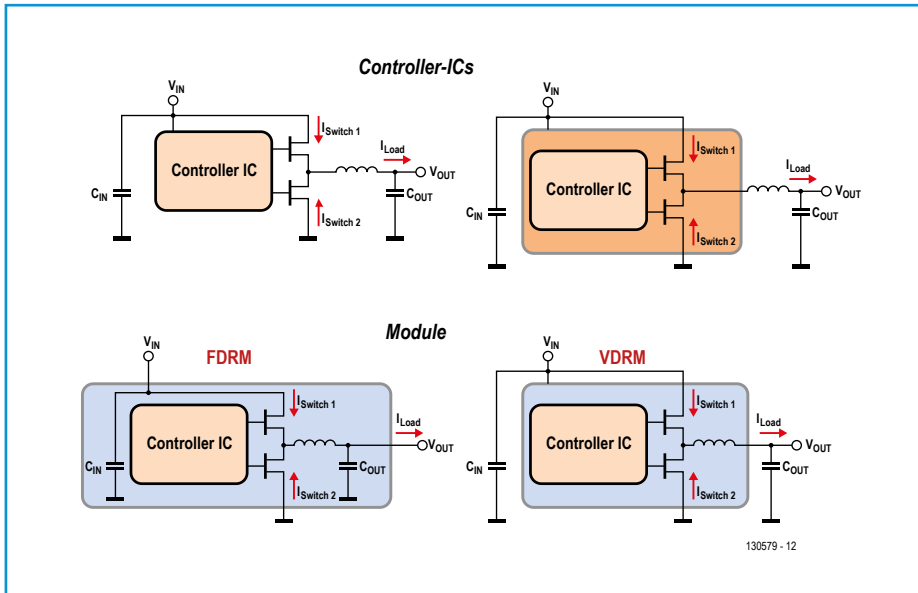 Controller-ICs
VIN
ISwitch 1
Controller IC
ILoad
VOUT
CIN
COUT
ISwitch 2
VIN
ISwitch 1
Controller IC
ILoad
VOUT
CIN
COUT
ISwitch 2
Module
VIN
FDRM
ISwitch 1
Controller IC
ILoad
VOUT
CIN
COUT
ISwitch 2
VIN
VDRM
ISwitch 1
Controller IC
ILoad
VOUT
CIN
COUT
ISwitch 2
130579 - 12